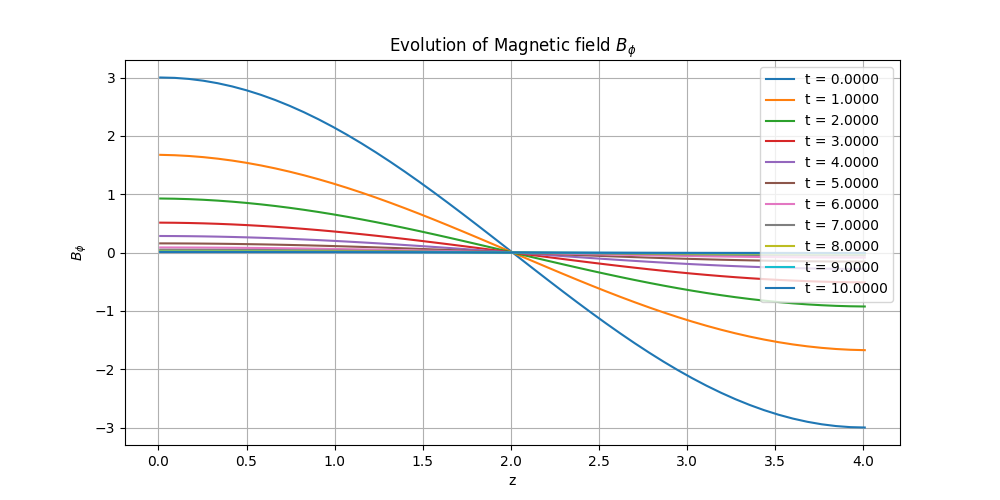 Evolution of Magnetic field $B_\phi$
3
2
1
0
−1
−2
−3
$B_\phi$
0.0
0.5
1.0
1.5
2.0
2.5
3.0
3.5
4.0
z
t = 0.0000
t = 1.0000
t = 2.0000
t = 3.0000
t = 4.0000
t = 5.0000
t = 6.0000
t = 7.0000
t = 8.0000
t = 9.0000
t = 10.0000